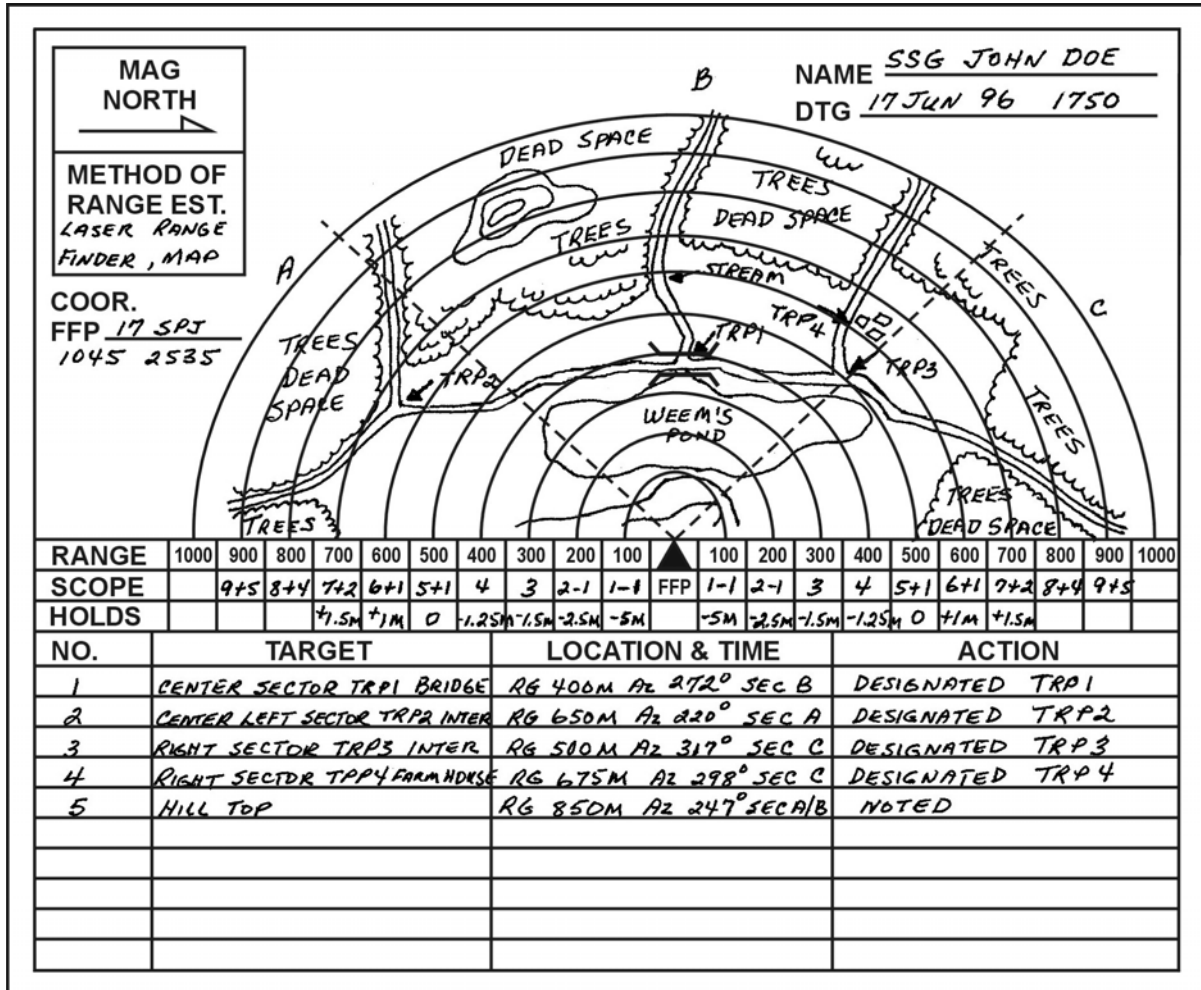 MAG
NORTH
METHOD OF
RANGE EST.
LASER RANGE
FINDER, MAP
COOR.
FFP 17 SPJ
1045 2535
NAME SSG JOHN DOE
DTG 17 JUN 96 1750
A
B
C
DEAD SPACE
TREES
TREES
DEAD SPACE
TREES
STREAM
TRP4
TRP1
TRP3
TREES
DEAD
SPACE
TRP2
WEEM'S
POND
TREES
TREES
TREES
DEAD SPACE
RANGE 1000 900 800 700 600 500 400 300 200 100 100 200 300 400 500 600 700 800 900 1000
SCOPE 9+5 8+4 7+2 6+1 5+1 4 3 2-1 1-1 FFP 1-1 2-1 3 4 5+1 6+1 7+2 8+4 9+5
HOLDS +1.5M +1M 0 -1.25M -1.5M -2.5M -5M -5M -2.5M -1.5M -1.25M 0 +1M +1.5M
NO. TARGET LOCATION & TIME ACTION
1 CENTER SECTOR TRP1 BRIDGE RG 400M AZ 272° SEC B DESIGNATED TRP1
2 CENTER LEFT SECTOR TRP2 INTER RG 650M AZ 220° SEC A DESIGNATED TRP2
3 RIGHT SECTOR TRP3 INTER RG 500M AZ 317° SEC C DESIGNATED TRP3
4 RIGHT SECTOR TPP4 FARM HOUSE RG 675M AZ 298° SEC C DESIGNATED TRP4
5 HILL TOP RG 850M AZ 247° SEC A/B NOTED